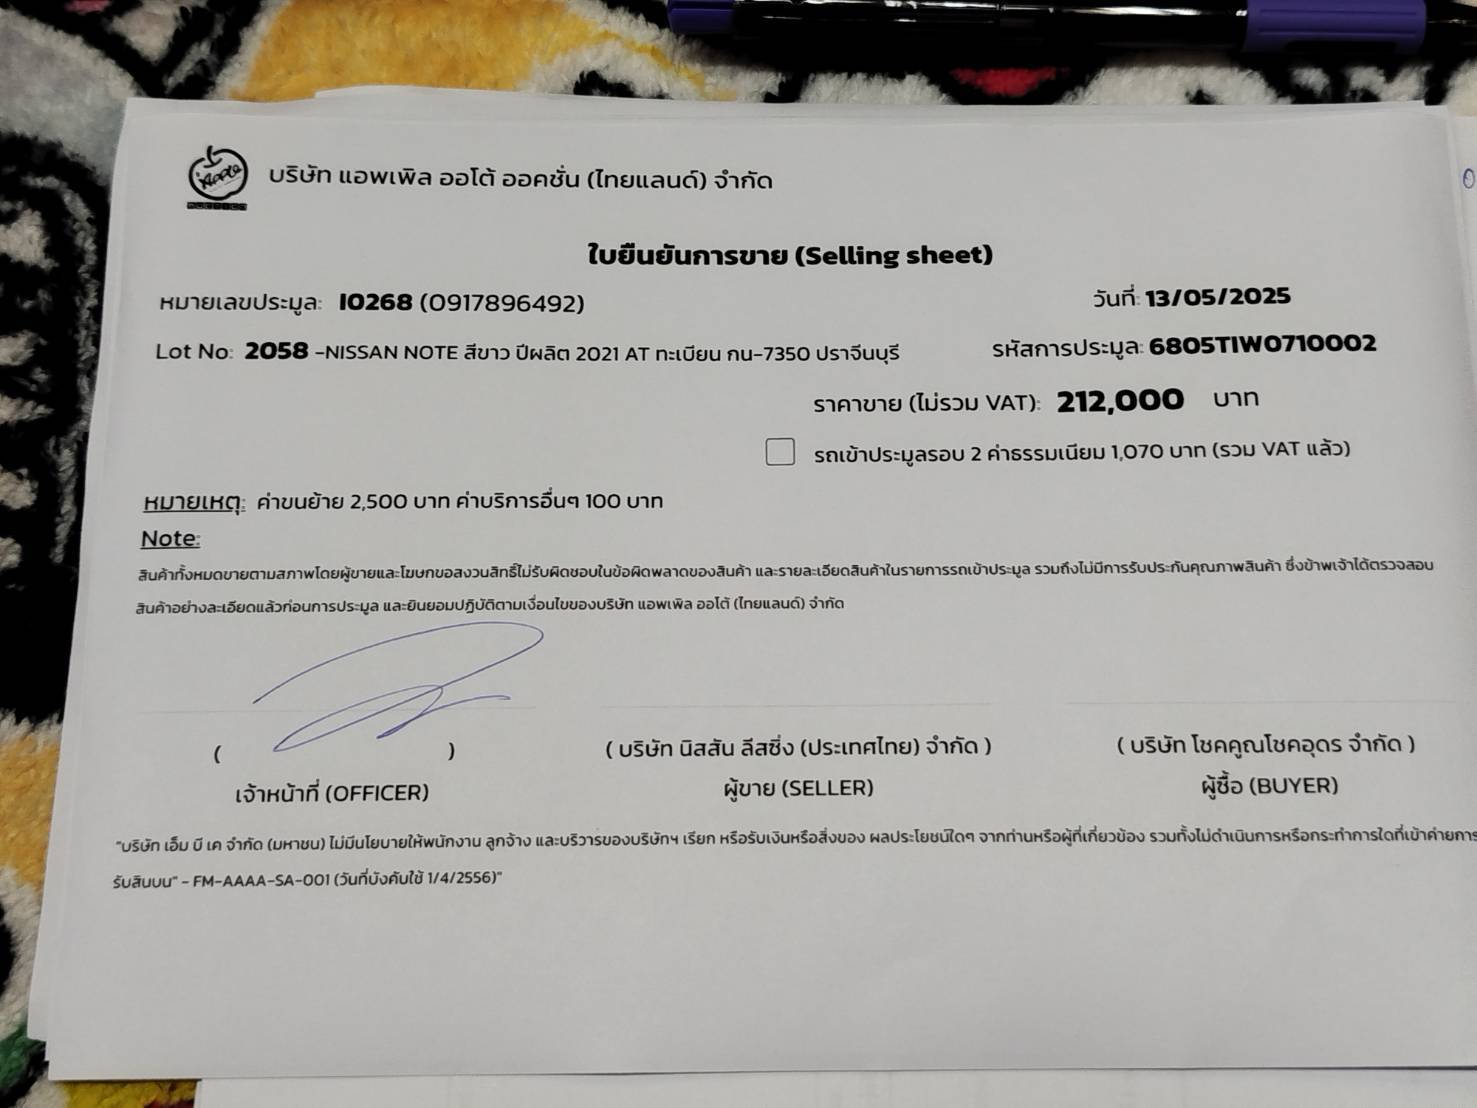 Apple
AUCTION
บริษัท แอพเพิล ออโต้ ออคชั่น (ไทยแลนด์) จำกัด
ใบยืนยันการขาย (Selling sheet)
หมายเลขประมูล: I0268 (0917896492)
วันที่: 13/05/2025
Lot No: 2058 -NISSAN NOTE สีขาว ปีผลิต 2021 AT ทะเบียน กน-7350 ปราจีนบุรี
รหัสการประมูล: 6805TIW0710002
ราคาขาย (ไม่รวม VAT): 212,000 บาท
รถเข้าประมูลรอบ 2 ค่าธรรมเนียม 1,070 บาท (รวม VAT แล้ว)
หมายเหตุ: ค่าขนย้าย 2,500 บาท ค่าบริการอื่นๆ 100 บาท
Note:
สินค้าทั้งหมดขายตามสภาพโดยผู้ขายและโฆษกขอสงวนสิทธิ์ไม่รับผิดชอบในข้อผิดพลาดของสินค้า และรายละเอียดสินค้าในรายการรถเข้าประมูล รวมถึงไม่มีการรับประกันคุณภาพสินค้า ซึ่งข้าพเจ้าได้ตรวจสอบ
สินค้าอย่างละเอียดแล้วก่อนการประมูล และยินยอมปฏิบัติตามเงื่อนไขของบริษัท แอพเพิล ออโต้ (ไทยแลนด์) จำกัด
( )
( บริษัท นิสสัน ลีสซิ่ง (ประเทศไทย) จำกัด )
( บริษัท โชคคูณโชคอุดร จำกัด )
เจ้าหน้าที่ (OFFICER)
ผู้ขาย (SELLER)
ผู้ซื้อ (BUYER)
"บริษัท เอ็ม บี เค จำกัด (มหาชน) ไม่มีนโยบายให้พนักงาน ลูกจ้าง และบริวารของบริษัทฯ เรียก หรือรับเงินหรือสิ่งของ ผลประโยชน์ใดๆ จากท่านหรือผู้ที่เกี่ยวข้อง รวมทั้งไม่ดำเนินการหรือกระทำการใดที่เข้าค่ายการ
รับสินบน" - FM-AAAA-SA-001 (วันที่บังคับใช้ 1/4/2556)"